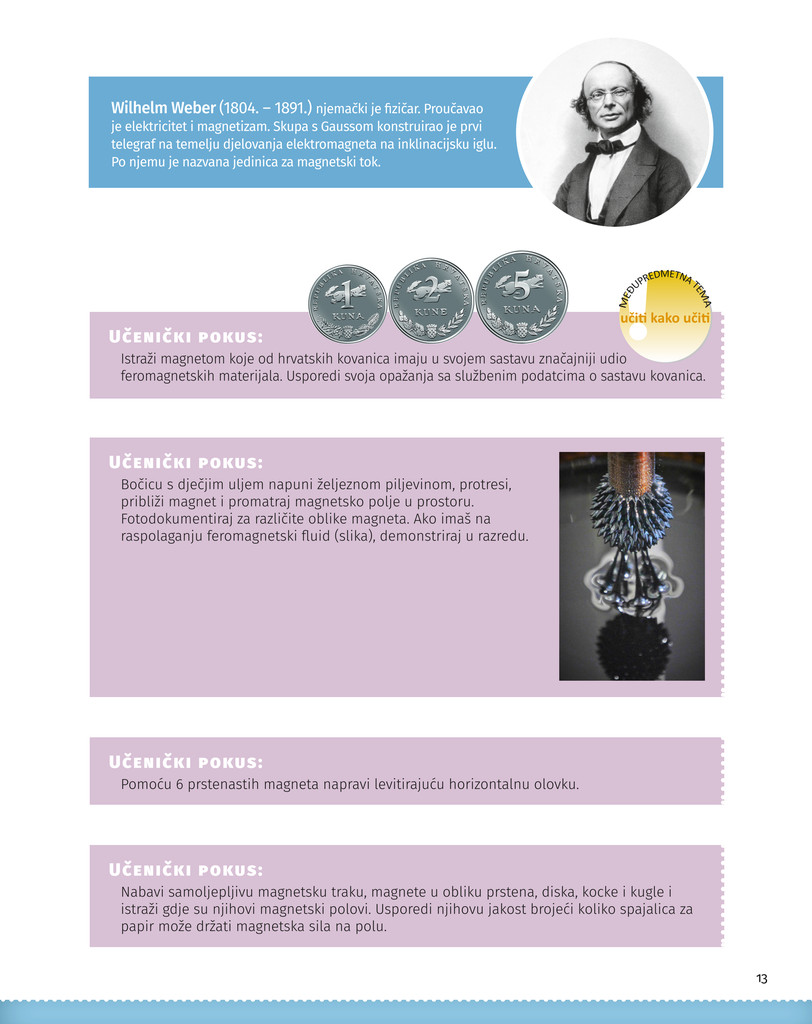 Wilhelm Weber (1804. – 1891.) njemački je fizičar. Proučavao
je elektricitet i magnetizam. Skupa s Gaussom konstruirao je prvi
telegraf na temelju djelovanja elektromagneta na inklinacijsku iglu.
Po njemu je nazvana jedinica za magnetski tok.
REPUBLIKA HRVATSKA
1
KUNA
REPUBLIKA HRVATSKA
2
KUNE
REPUBLIKA HRVATSKA
5
KUNA
MEĐUPREDMETNA TEMA
učiti kako učiti
Učenički pokus:
Istraži magnetom koje od hrvatskih kovanica imaju u svojem sastavu značajniji udio
feromagnetskih materijala. Usporedi svoja opažanja sa službenim podatcima o sastavu kovanica.
Učenički pokus:
Bočicu s dječjim uljem napuni željeznom piljevinom, protresi,
približi magnet i promatraj magnetsko polje u prostoru.
Fotodokumentiraj za različite oblike magneta. Ako imaš na
raspolaganju feromagnetski fluid (slika), demonstriraj u razredu.
Učenički pokus:
Pomoću 6 prstenastih magneta napravi levitirajuću horizontalnu olovku.
Učenički pokus:
Nabavi samoljepljivu magnetsku traku, magnete u obliku prstena, diska, kocke i kugle i
istraži gdje su njihovi magnetski polovi. Usporedi njihovu jakost brojeći koliko spajalica za
papir može držati magnetska sila na polu.
13